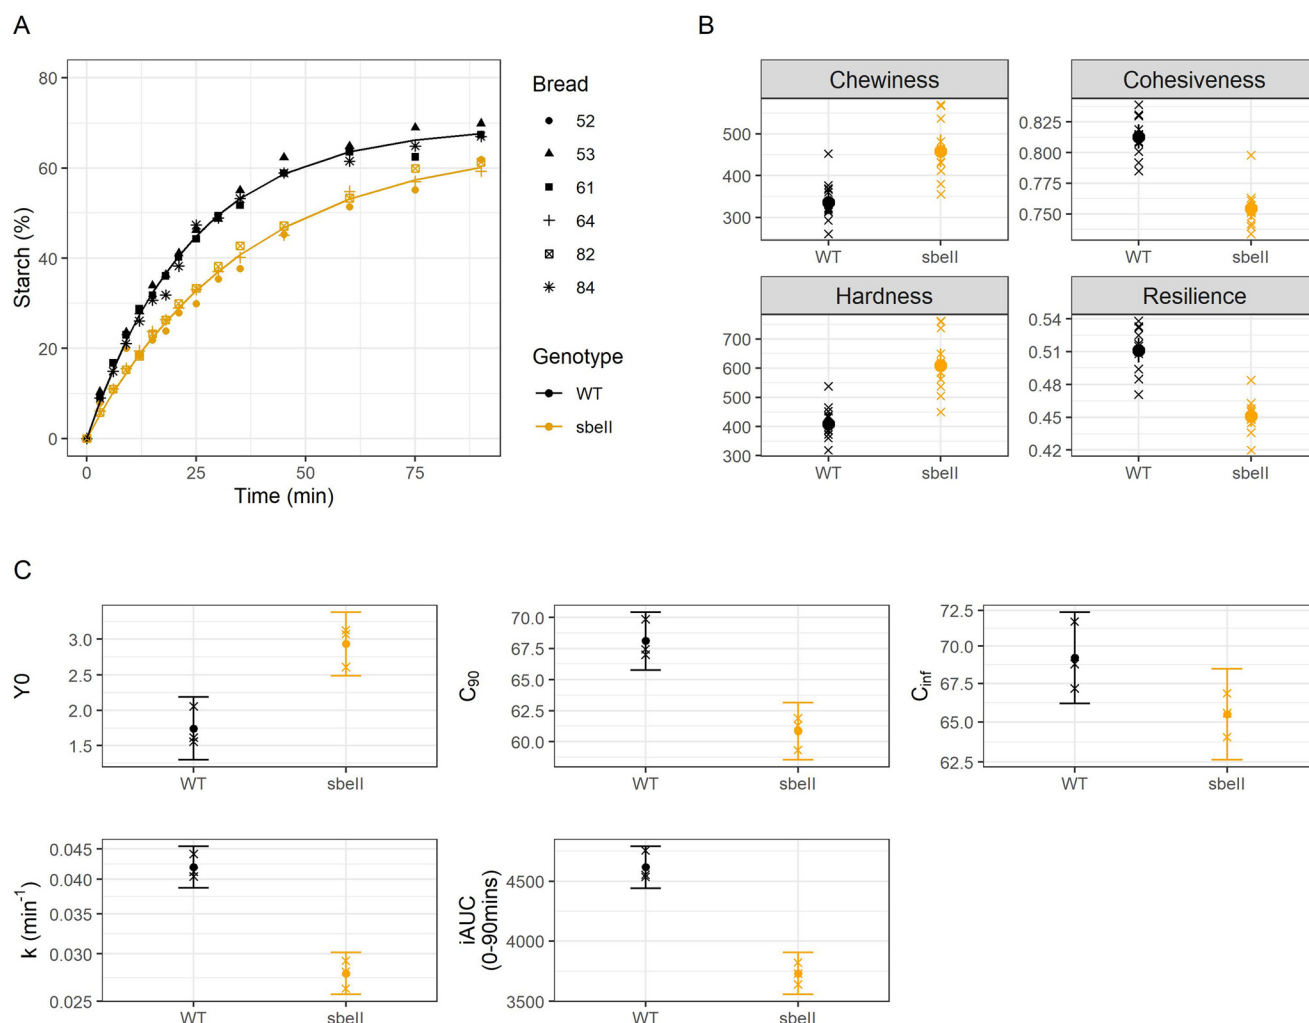 A
80
60
40
20
0
Starch (%)
0 25 50 75
Time (min)
Bread
52
53
61
64
82
84
Genotype
WT
sbeII
B
Chewiness
500
400
300
WT sbeII
Cohesiveness
0.825
0.800
0.775
0.750
WT sbeII
Hardness
700
600
500
400
300
WT sbeII
Resilience
0.54
0.51
0.48
0.45
0.42
WT sbeII
C
Y0
3.0
2.5
2.0
1.5
WT sbeII
C90
70.0
67.5
65.0
62.5
60.0
WT sbeII
Cinf
72.5
70.0
67.5
65.0
62.5
WT sbeII
k (min⁻¹)
0.045
0.040
0.035
0.030
0.025
WT sbeII
iAUC
(0-90mins)
4500
4000
3500
WT sbeII